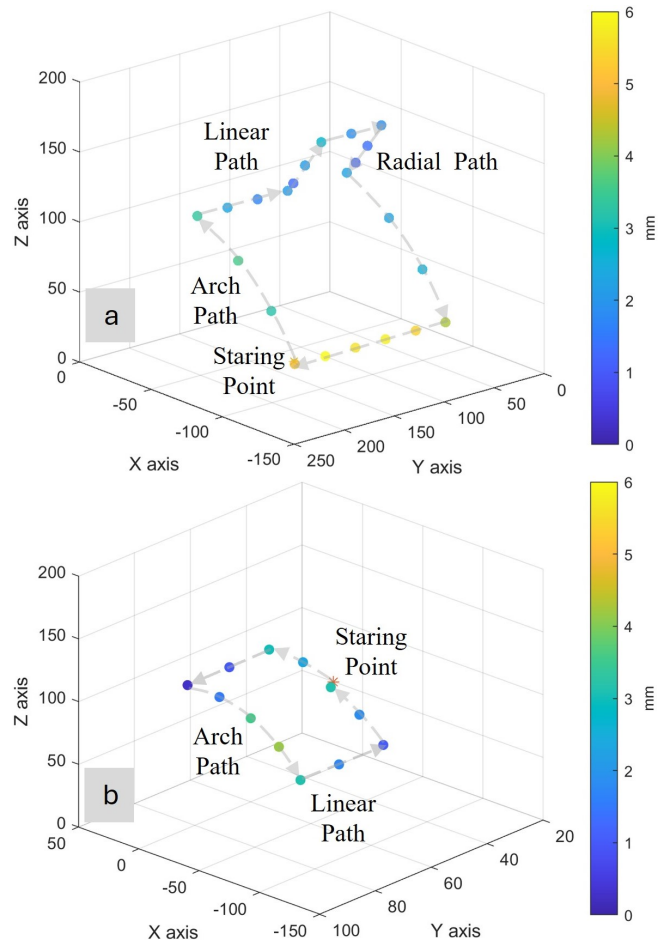 6
5
4
3
2
1
0
mm
200
150
100
50
0
Z axis
Linear
Path
Radial Path
Arch
Path
Staring
Point
a
0
-50
-100
-150
X axis
250
200
150
100
50
0
Y axis
6
5
4
3
2
1
0
mm
200
150
100
50
0
Z axis
Staring
Point
Arch
Path
Linear
Path
b
50
0
-50
-100
-150
X axis
100
80
60
40
20
Y axis